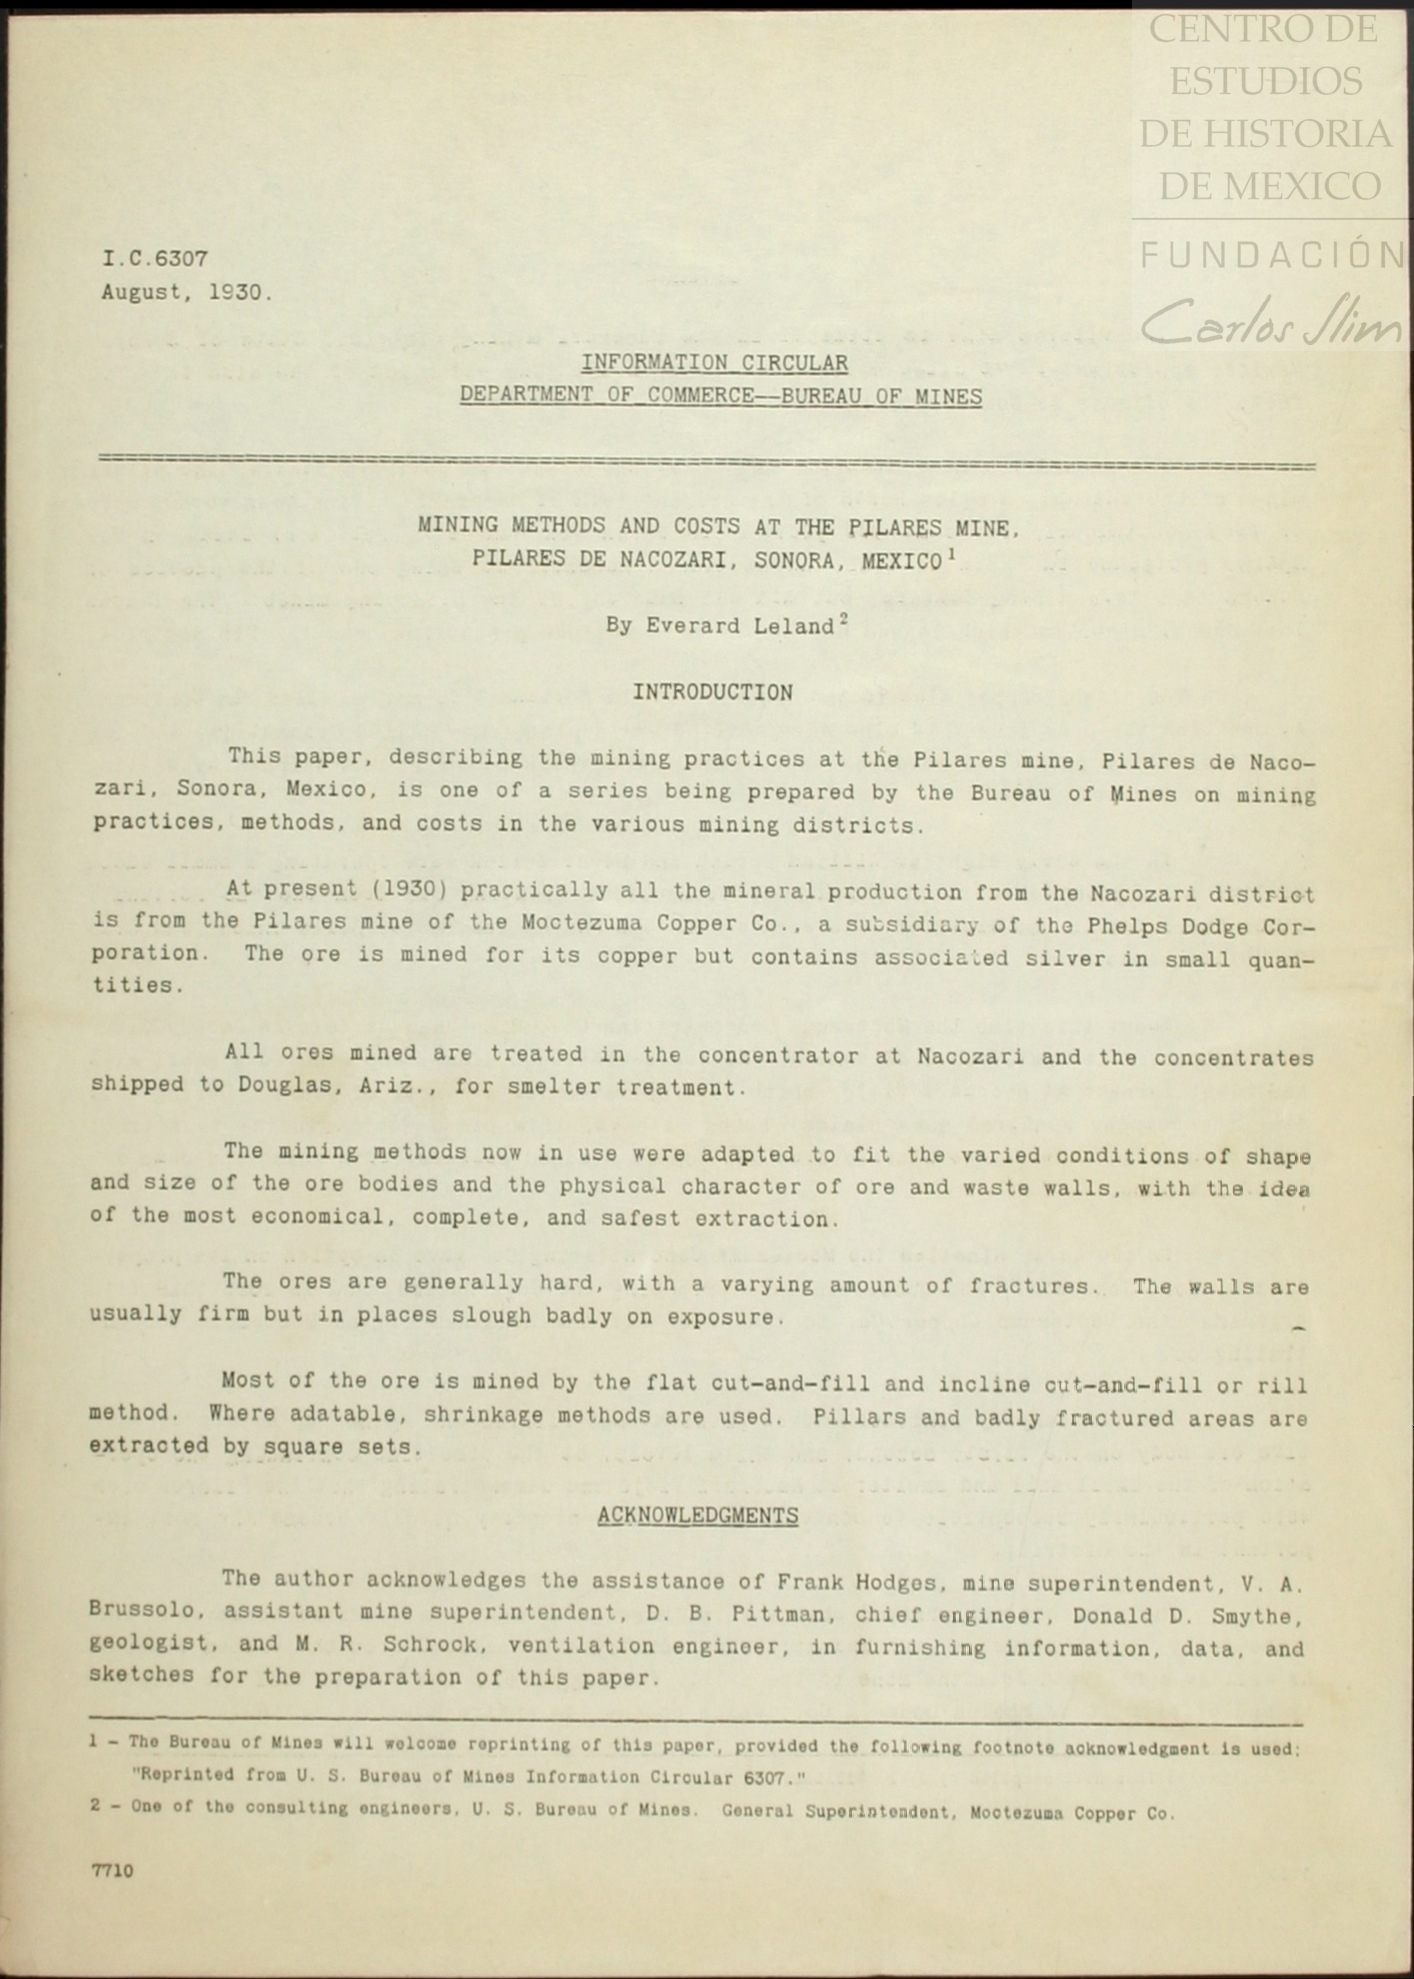 CENTRO DE
ESTUDIOS
DE HISTORIA
DE MEXICO
FUNDACIÓN
Carlos Slim
I.C.6307
August, 1930.
INFORMATION CIRCULAR
DEPARTMENT OF COMMERCE—BUREAU OF MINES
MINING METHODS AND COSTS AT THE PILARES MINE,
PILARES DE NACOZARI, SONORA, MEXICO¹
By Everard Leland²
INTRODUCTION
This paper, describing the mining practices at the Pilares mine, Pilares de Naco-
zari, Sonora, Mexico, is one of a series being prepared by the Bureau of Mines on mining
practices, methods, and costs in the various mining districts.
At present (1930) practically all the mineral production from the Nacozari district
is from the Pilares mine of the Moctezuma Copper Co., a subsidiary of the Phelps Dodge Cor-
poration. The ore is mined for its copper but contains associated silver in small quan-
tities.
All ores mined are treated in the concentrator at Nacozari and the concentrates
shipped to Douglas, Ariz., for smelter treatment.
The mining methods now in use were adapted to fit the varied conditions of shape
and size of the ore bodies and the physical character of ore and waste walls, with the idea
of the most economical, complete, and safest extraction.
The ores are generally hard, with a varying amount of fractures. The walls are
usually firm but in places slough badly on exposure.
Most of the ore is mined by the flat cut-and-fill and incline cut-and-fill or rill
method. Where adatable, shrinkage methods are used. Pillars and badly fractured areas are
extracted by square sets.
ACKNOWLEDGMENTS
The author acknowledges the assistance of Frank Hodges, mine superintendent, V. A.
Brussolo, assistant mine superintendent, D. B. Pittman, chief engineer, Donald D. Smythe,
geologist, and M. R. Schrock, ventilation engineer, in furnishing information, data, and
sketches for the preparation of this paper.
1 - The Bureau of Mines will welcome reprinting of this paper, provided the following footnote acknowledgment is used:
"Reprinted from U. S. Bureau of Mines Information Circular 6307."
2 - One of the consulting engineers, U. S. Bureau of Mines. General Superintendent, Moctezuma Copper Co.
7710